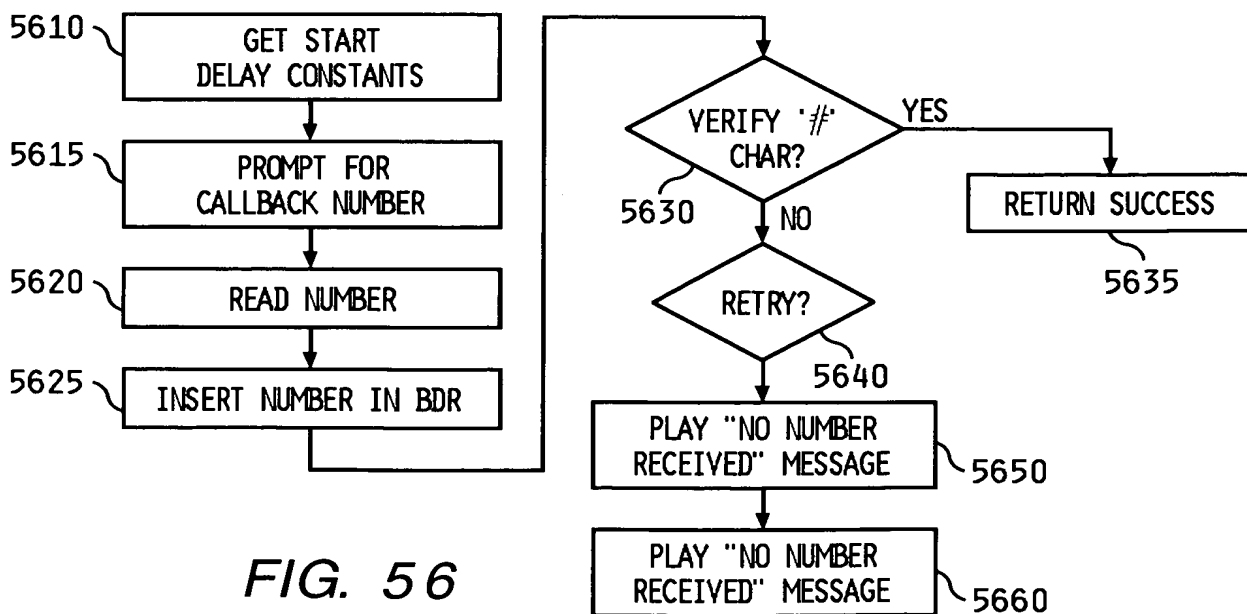 5610
GET START
DELAY CONSTANTS
5615
PROMPT FOR
CALLBACK NUMBER
5620
READ NUMBER
5625
INSERT NUMBER IN BDR
VERIFY '#'
CHAR?
YES
5630
NO
RETURN SUCCESS
5635
RETRY?
5640
PLAY "NO NUMBER
RECEIVED" MESSAGE
5650
PLAY "NO NUMBER
RECEIVED" MESSAGE
5660
FIG. 56